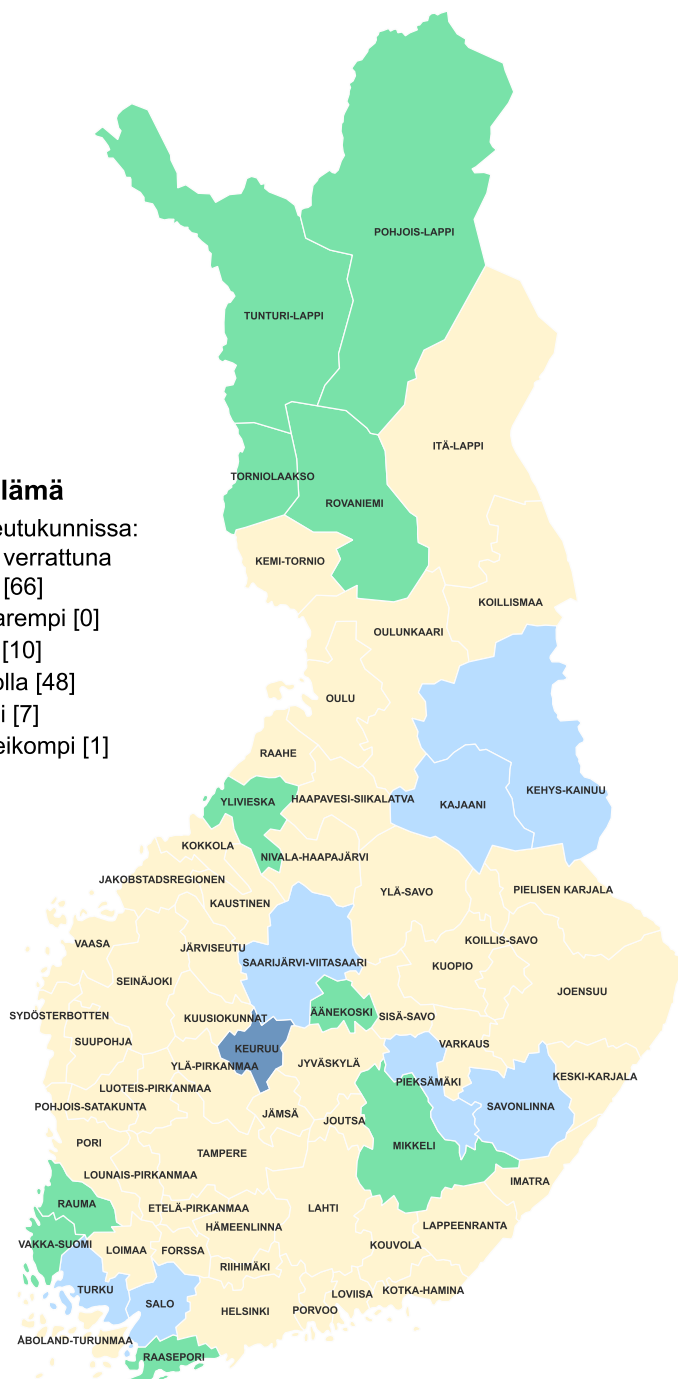 POHJOIS-LAPPI
TUNTURI-LAPPI
ITÄ-LAPPI
TORNIOLAAKSO
lämä
ROVANIEMI
eutukunnissa:
verrattuna
KEMI-TORNIO
[66]
KOILLISMAA
arempi [0]
OULUNKAARI
[10]
olla [48]
OULU
i [7]
eikompi [1]
RAAHE
KEHYS-KAINUU
HAAPAVESI-SIIKALATVA
YLIVIESKA
KAJAANI
KOKKOLA
NIVALA-HAAPAJÄRVI
JAKOBSTADSREGIONEN
PIELISEN KARJALA
YLÄ-SAVO
KAUSTINEN
KOILLIS-SAVO
VAASA
JÄRVISEUTU
SAARIJÄRVI-VIITASAARI
KUOPIO
SEINÄJOKI
JOENSUU
ÄÄNEKOSKI
SYDÖSTERBOTTEN
SISÄ-SAVO
KUUSIOKUNNAT
SUUPOHJA
VARKAUS
KEURUU
JYVÄSKYLÄ
YLÄ-PIRKANMAA
KESKI-KARJALA
PIEKSÄMÄKI
LUOTEIS-PIRKANMAA
POHJOIS-SATAKUNTA
SAVONLINNA
JÄMSÄ
JOUTSA
PORI
MIKKELI
TAMPERE
LOUNAIS-PIRKANMAA
IMATRA
RAUMA
ETELÄ-PIRKANMAA
LAHTI
HÄMEENLINNA
LAPPEENRANTA
VAKKA-SUOMI
KOUVOLA
LOIMAA
FORSSA
RIIHIMÄKI
TURKU
KOTKA-HAMINA
LOVIISA
SALO
HELSINKI
PORVOO
ÅBOLAND-TURUNMAA
RAASEPORI